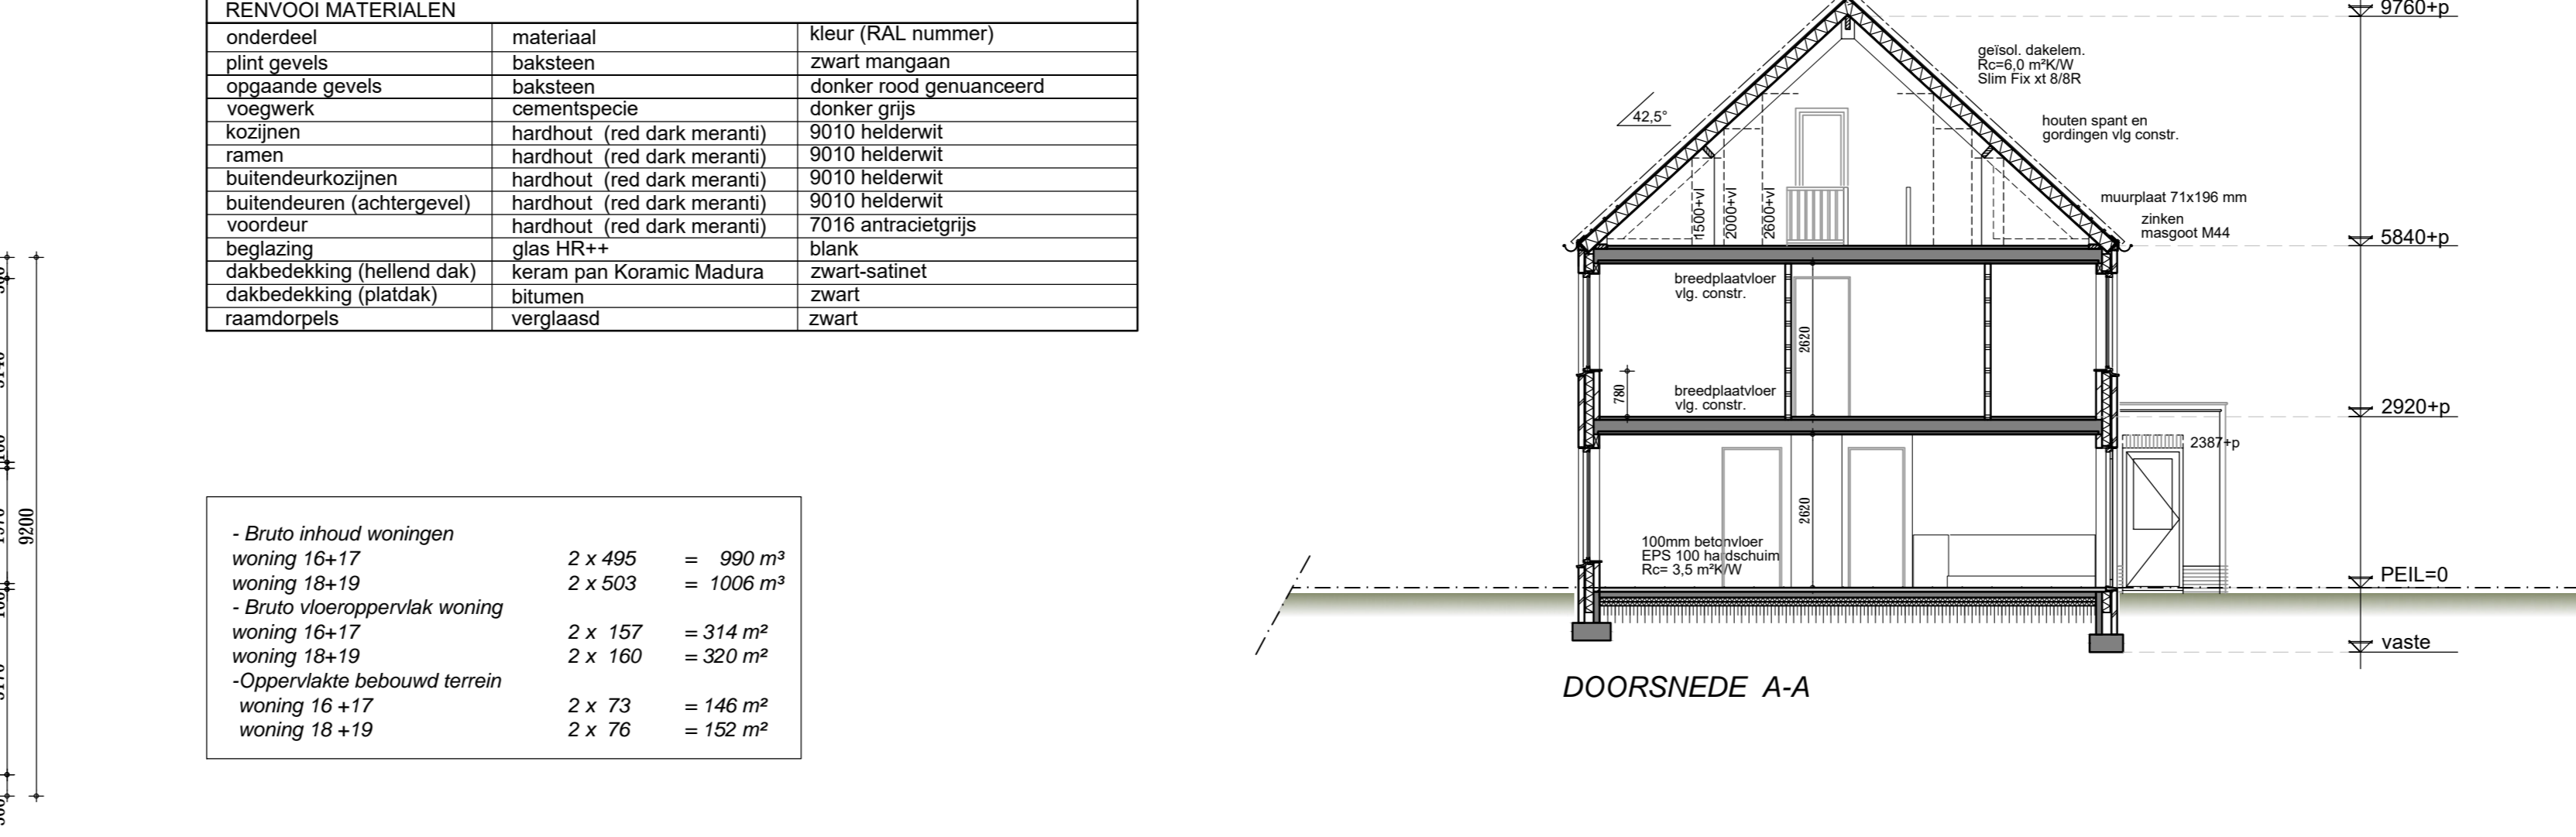 RENVOOI MATERIALEN
onderdeel materiaal kleur (RAL nummer)
plint gevels baksteen zwart mangaan
opgaande gevels baksteen donker rood genuanceerd
voegwerk cementspecie donker grijs
kozijnen hardhout (red dark meranti) 9010 helderwit
ramen hardhout (red dark meranti) 9010 helderwit
buitendeurkozijnen hardhout (red dark meranti) 9010 helderwit
buitendeuren (achtergevel) hardhout (red dark meranti) 9010 helderwit
voordeur hardhout (red dark meranti) 7016 antracietgrijs
beglazing glas HR++ blank
dakbedekking (hellend dak) keram pan Koramic Madura zwart-satinet
dakbedekking (platdak) bitumen zwart
raamdorpels verglaasd zwart
9200
- Bruto inhoud woningen
woning 16+17 2 x 495 = 990 m³
woning 18+19 2 x 503 = 1006 m³
- Bruto vloeroppervlak woning
woning 16+17 2 x 157 = 314 m²
woning 18+19 2 x 160 = 320 m²
-Oppervlakte bebouwd terrein
woning 16 +17 2 x 73 = 146 m²
woning 18 +19 2 x 76 = 152 m²
9760+p
geïsol. dakelem.
Rc=6,0 m²K/W
Slim Fix xt 8/8R
42,5°
houten spant en
gordingen vlg constr.
muurplaat 71x196 mm
zinken
masgoot M44
1500+vl
2000+vl
2600+vl
5840+p
breedplaatvloer
vlg. constr.
2620
780
breedplaatvloer
vlg. constr.
2920+p
2387+p
2620
100mm betonvloer
EPS 100 hardschuim
Rc= 3,5 m²K/W
PEIL=0
vaste
DOORSNEDE A-A